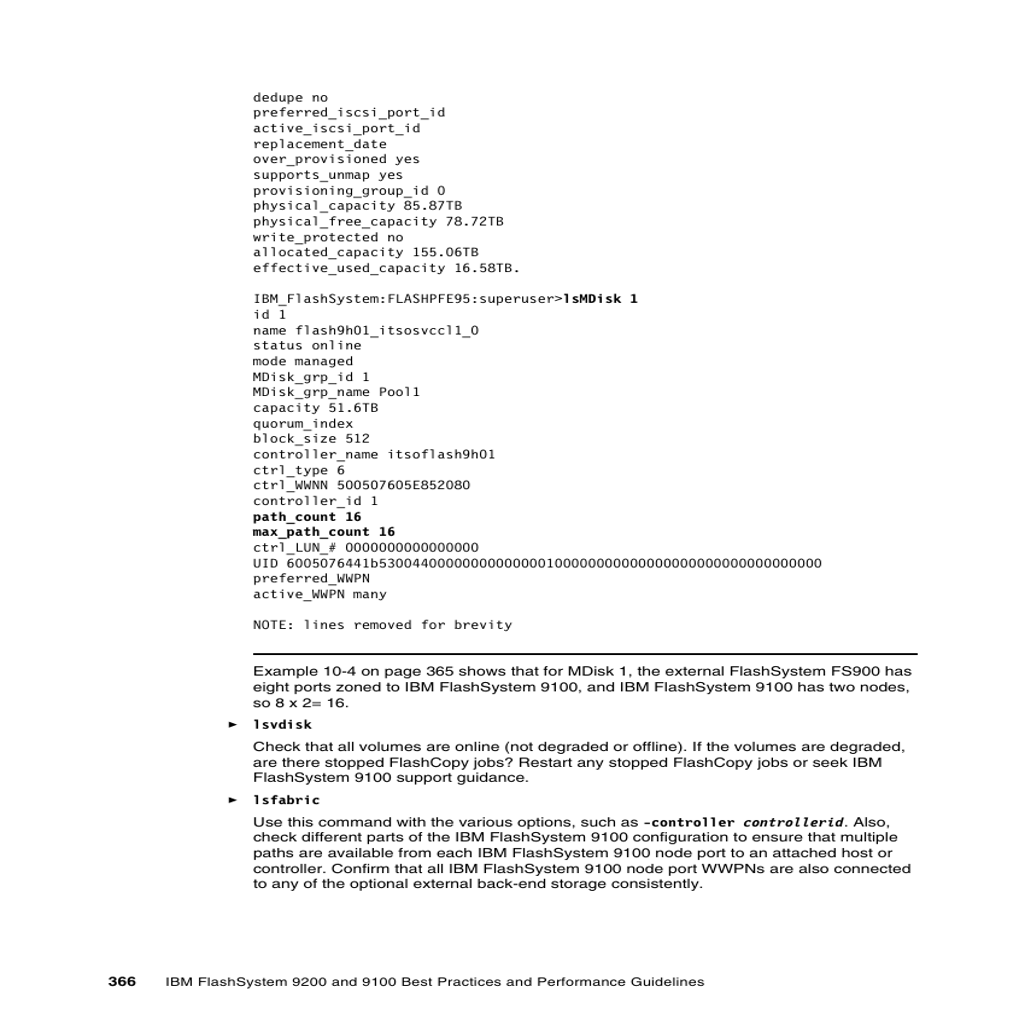 dedupe no
preferred_iscsi_port_id
active_iscsi_port_id
replacement_date
over_provisioned yes
supports_unmap yes
provisioning_group_id 0
physical_capacity 85.87TB
physical_free_capacity 78.72TB
write_protected no
allocated_capacity 155.06TB
effective_used_capacity 16.58TB.
IBM_FlashSystem:FLASHPFE95:superuser>lsMDisk 1
id 1
name flash9h01_itsosvccl1_0
status online
mode managed
MDisk_grp_id 1
MDisk_grp_name Pool1
capacity 51.6TB
quorum_index
block_size 512
controller_name itsoflash9h01
ctrl_type 6
ctrl_WWNN 500507605E852080
controller_id 1
path_count 16
max_path_count 16
ctrl_LUN_# 0000000000000000
UID 6005076441b53004400000000000000100000000000000000000000000000000
preferred_WWPN
active_WWPN many
NOTE: lines removed for brevity
Example 10-4 on page 365 shows that for MDisk 1, the external FlashSystem FS900 has
eight ports zoned to IBM FlashSystem 9100, and IBM FlashSystem 9100 has two nodes,
so 8 x 2= 16.
► lsvdisk
Check that all volumes are online (not degraded or offline). If the volumes are degraded,
are there stopped FlashCopy jobs? Restart any stopped FlashCopy jobs or seek IBM
FlashSystem 9100 support guidance.
► lsfabric
Use this command with the various options, such as -controller controllerid. Also,
check different parts of the IBM FlashSystem 9100 configuration to ensure that multiple
paths are available from each IBM FlashSystem 9100 node port to an attached host or
controller. Confirm that all IBM FlashSystem 9100 node port WWPNs are also connected
to any of the optional external back-end storage consistently.
366 IBM FlashSystem 9200 and 9100 Best Practices and Performance Guidelines